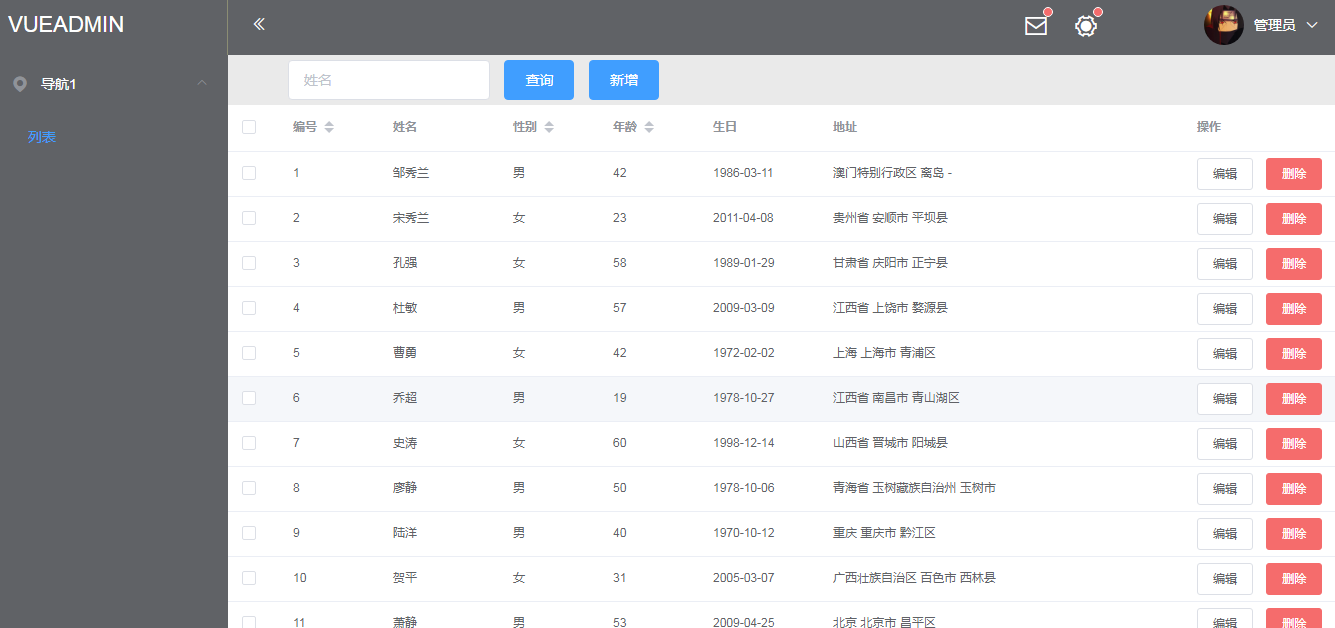 VUEADMIN
管理员
导航1
列表
姓名 查询 新增
编号 姓名 性别 年龄 生日 地址 操作
1 邹秀兰 男 42 1986-03-11 澳门特别行政区 离岛 - 编辑 删除
2 宋秀兰 女 23 2011-04-08 贵州省 安顺市 平坝县 编辑 删除
3 孔强 女 58 1989-01-29 甘肃省 庆阳市 正宁县 编辑 删除
4 杜敏 男 57 2009-03-09 江西省 上饶市 婺源县 编辑 删除
5 曹勇 女 42 1972-02-02 上海 上海市 青浦区 编辑 删除
6 乔超 男 19 1978-10-27 江西省 南昌市 青山湖区 编辑 删除
7 史涛 女 60 1998-12-14 山西省 晋城市 阳城县 编辑 删除
8 廖静 男 50 1978-10-06 青海省 玉树藏族自治州 玉树市 编辑 删除
9 陆洋 男 40 1970-10-12 重庆 重庆市 黔江区 编辑 删除
10 贺平 女 31 2005-03-07 广西壮族自治区 百色市 西林县 编辑 删除
11 萧静 男 53 2009-04-25 北京 北京市 昌平区 编辑 删除